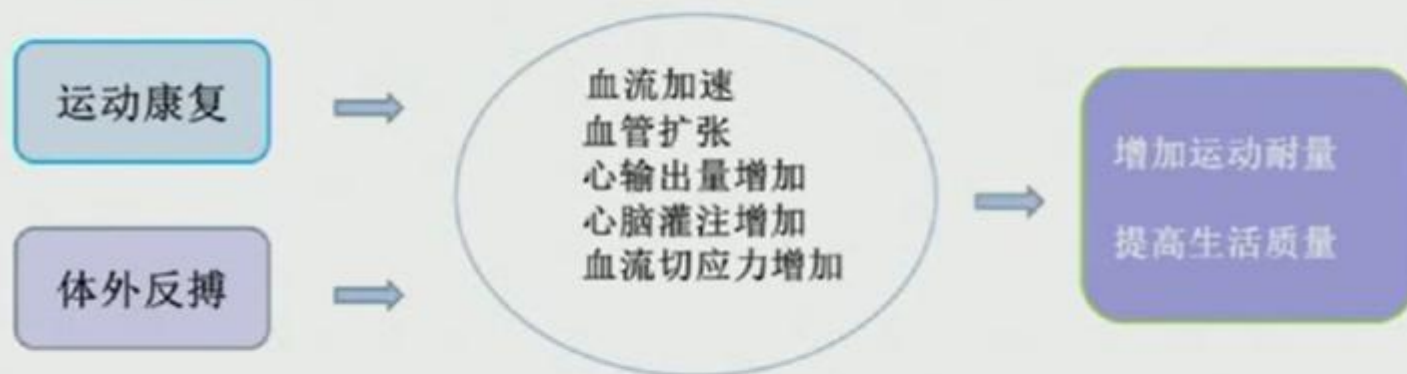 运动康复
体外反搏
血流加速
血管扩张
心输出量增加
心脑灌注增加
血流切应力增加
增加运动耐量
提高生活质量